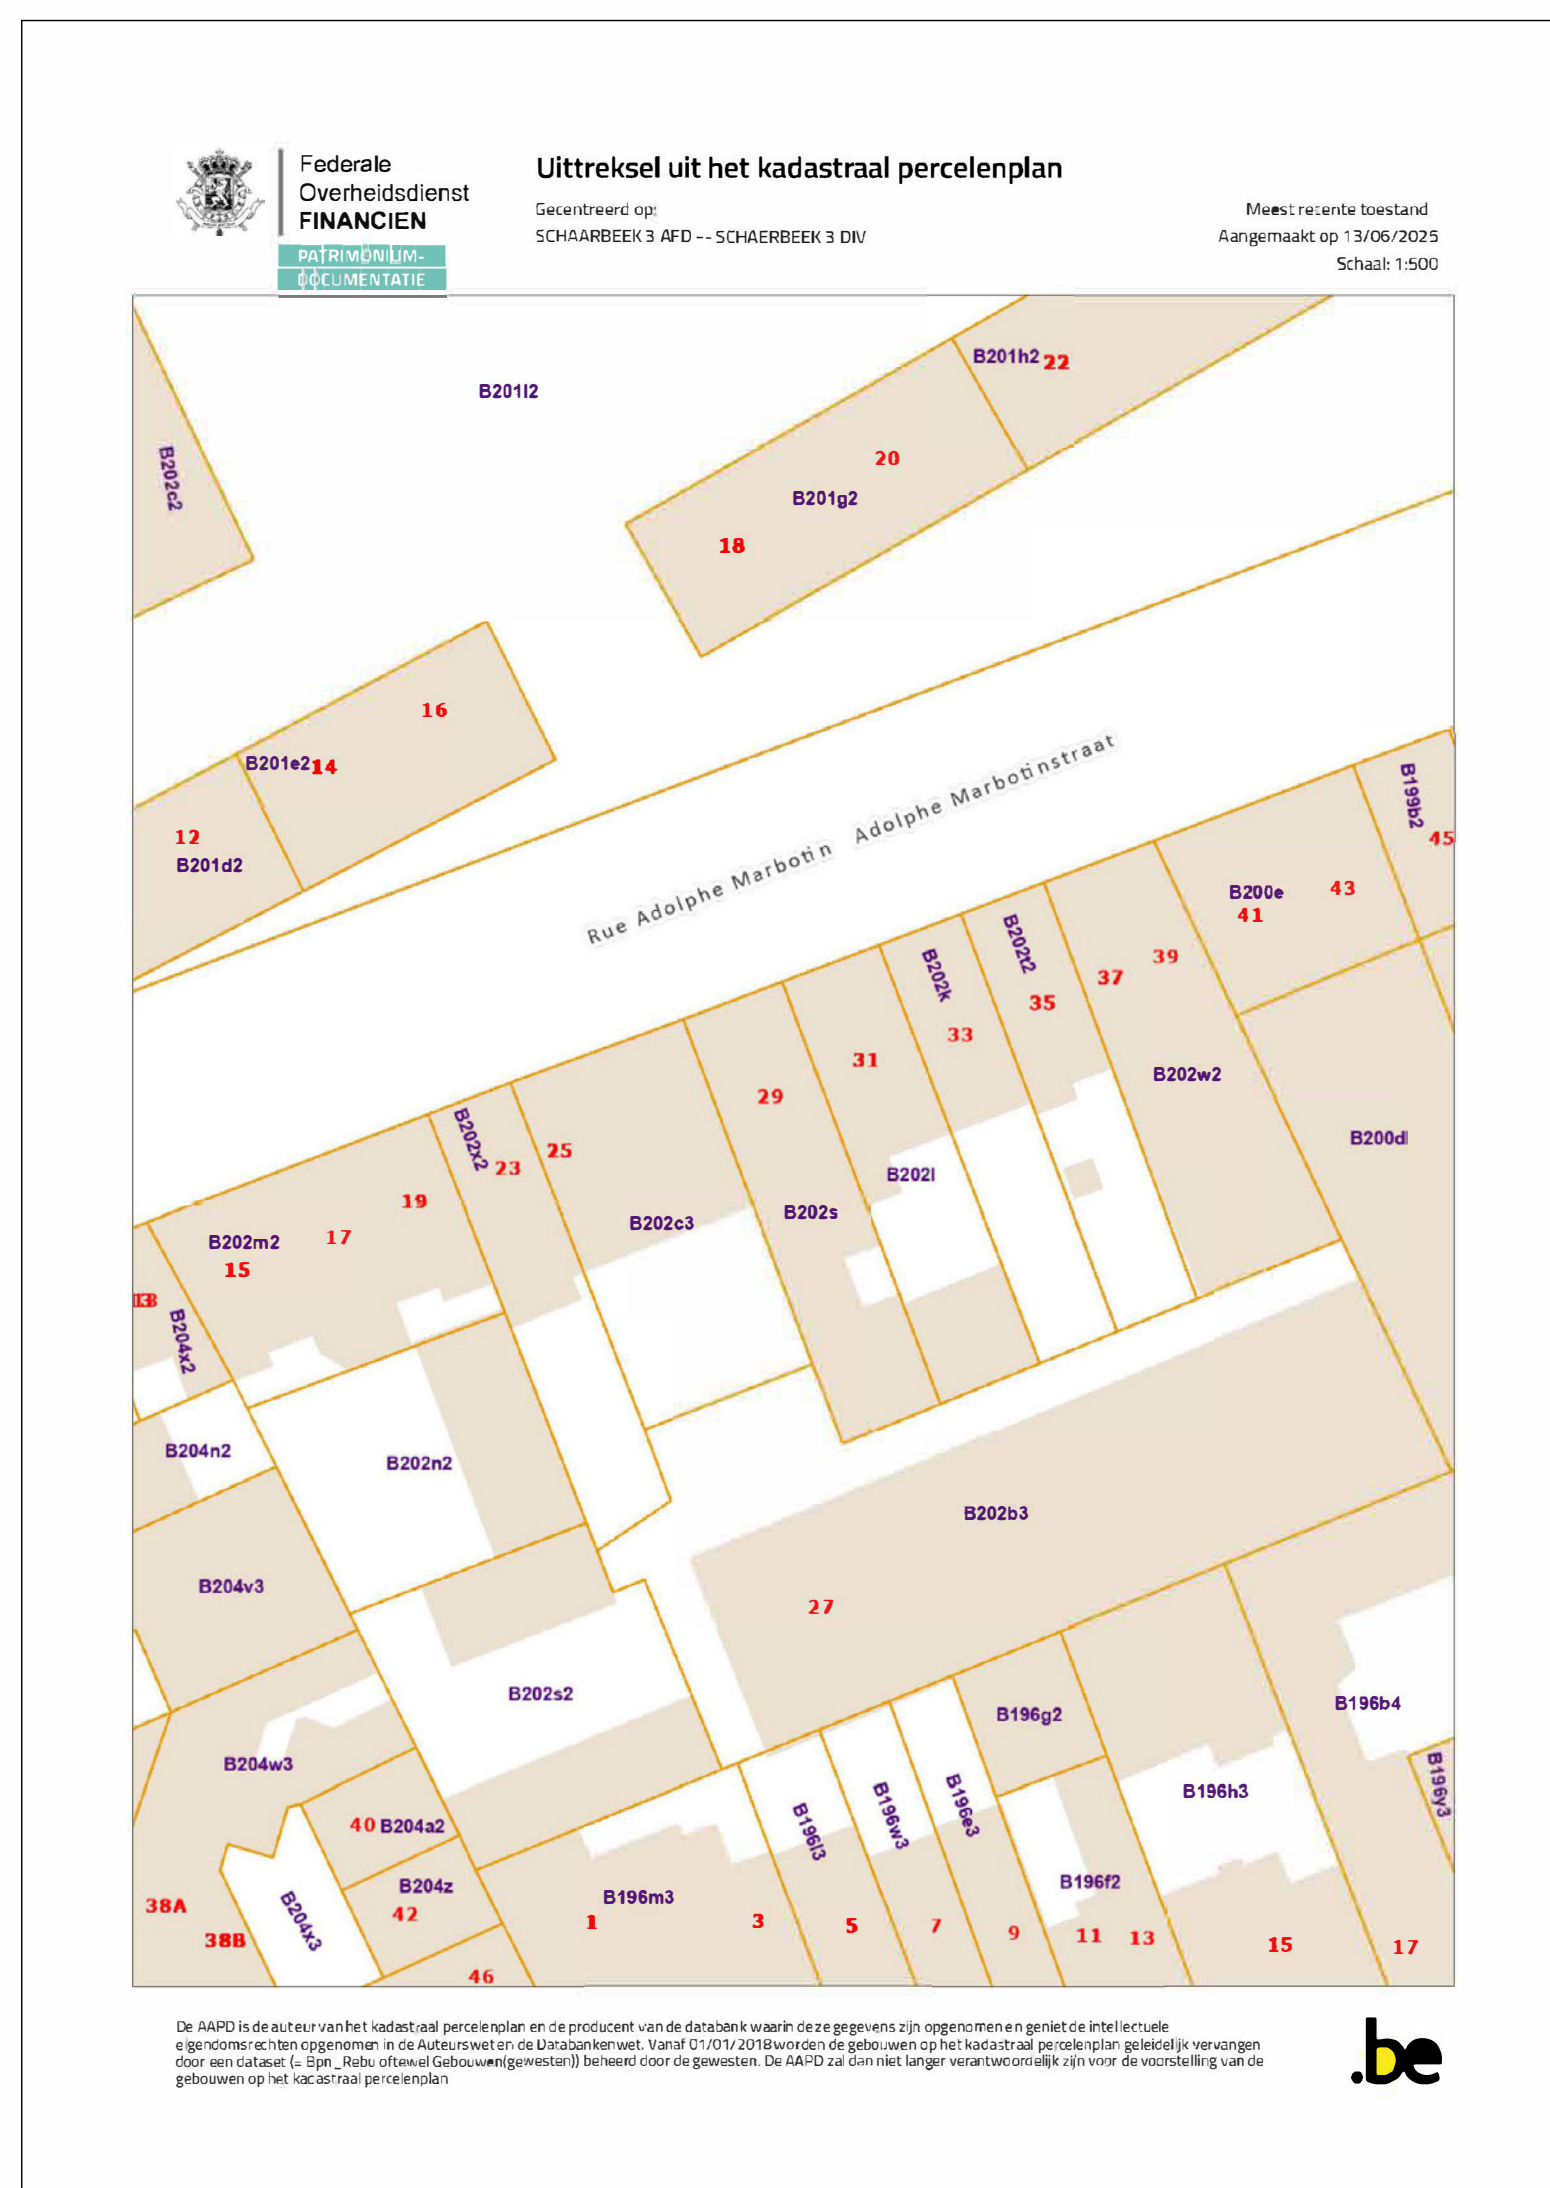 Federale
Overheidsdienst
FINANCIEN
PATRIMONIUM-
DOCUMENTATIE
Uittreksel uit het kadastraal percelenplan
Gecentreerd op:
SCHAARBEEK 3 AFD -- SCHAERBEEK 3 DIV
Meest recente toestand
Aangemaakt op 13/06/2025
Schaal: 1:500
B201h2 22
B201l2
20
B202c2
B201g2
18
16
B201e2 14
Rue Adolphe Marbotin Adolphe Marbotinstraat
B199b2
12
45
B201d2
B200e 43
41
B202k
B202t2
39
37
35
33
31
B202w2
29
B202x2
B200d
25
23
B202l
19
B202s
B202c3
17
B202m2
15
13
B204x2
B204n2
B202n2
B202b3
B204v3
27
B202s2
B196b4
B196g2
B204w3
B196y3
B196h3
40 B204a2
B196l3
B196w3
B196e3
B204z
B196f2
B196m3
38A
42
B204x3
1
3
5
7
9
11
13
38B
15
17
46
De AAPD is de auteur van het kadastraal percelenplan en de producent van de databank waarin deze gegevens zijn opgenomen en geniet de intellectuele
eigendomsrechten opgenomen in de Auteurswet en de Databankenwet. Vanaf 01/01/2018 worden de gebouwen op het kadastraal percelenplan geleidelijk vervangen
door een dataset (= Bpn_Rebu oftewel Gebouwen(gewesten)) beheerd door de gewesten. De AAPD zal dan niet langer verantwoordelijk zijn voor de voorstelling van de
gebouwen op het kadastraal percelenplan
.be